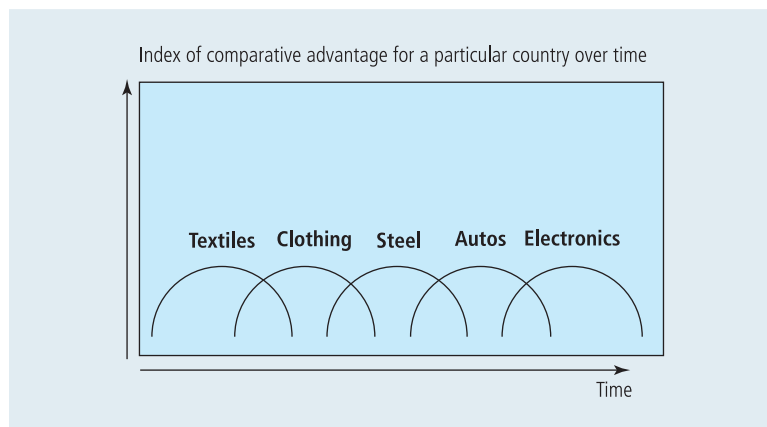 Index of comparative advantage for a particular country over time
Textiles Clothing Steel Autos Electronics
Time